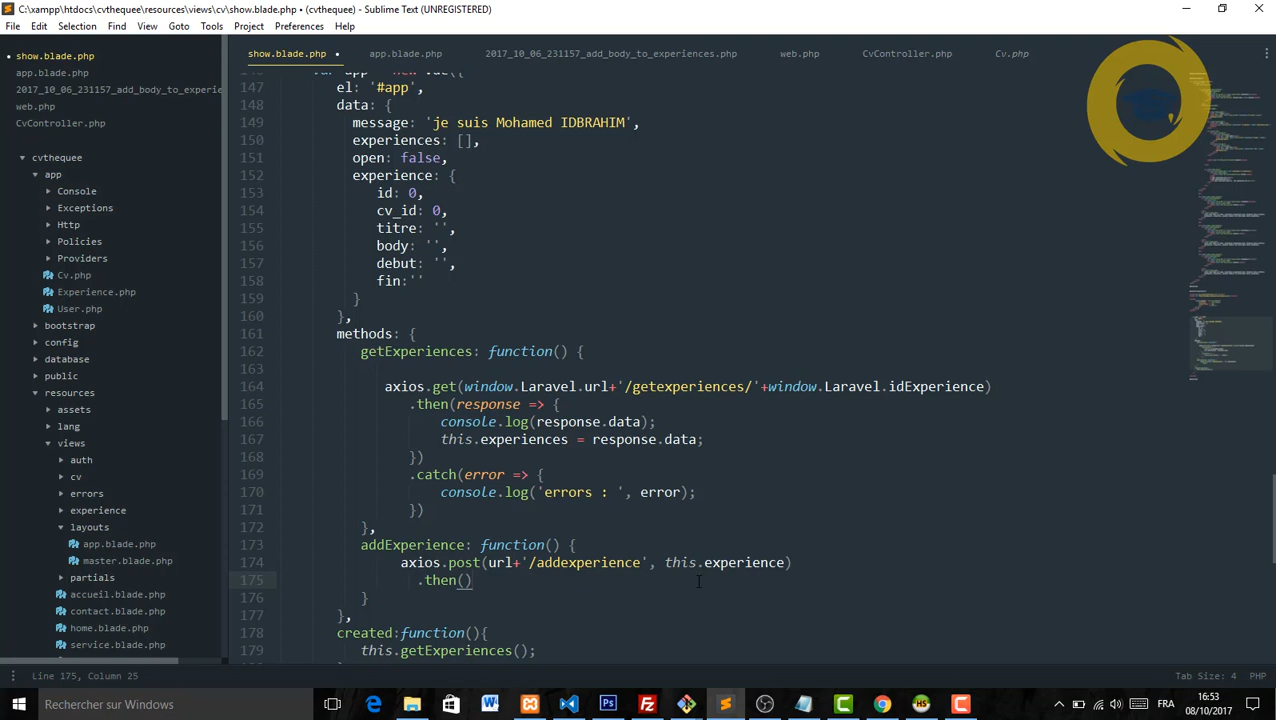 C:\xampp\htdocs\cvthequee\resources\views\cv\show.blade.php • (cvthequee) - Sublime Text (UNREGISTERED)
File Edit Selection Find View Goto Tools Project Preferences Help
show.blade.php • app.blade.php 2017_10_06_231157_add_body_to_experiences.php web.php CvController.php Cv.php
show.blade.php
app.blade.php
2017_10_06_231157_add_body_to_experie
web.php
CvController.php
cvthequee
app
Console
Exceptions
Http
Policies
Providers
Cv.php
Experience.php
User.php
bootstrap
config
database
public
resources
assets
lang
views
auth
cv
errors
experience
layouts
app.blade.php
master.blade.php
partials
accueil.blade.php
contact.blade.php
home.blade.php
service.blade.php
147 el: '#app',
148 data: {
149 message: 'je suis Mohamed IDBRAHIM',
150 experiences: [],
151 open: false,
152 experience: {
153 id: 0,
154 cv_id: 0,
155 titre: '',
156 body: '',
157 debut: '',
158 fin:''
159 }
160 },
161 methods: {
162 getExperiences: function() {
163
164 axios.get(window.Laravel.url+'/getexperiences/'+window.Laravel.idExperience)
165 .then(response => {
166 console.log(response.data);
167 this.experiences = response.data;
168 })
169 .catch(error => {
170 console.log('errors : ', error);
171 })
172 },
173 addExperience: function() {
174 axios.post(url+'/addexperience', this.experience)
175 .then()
176 }
177 },
178 created:function(){
179 this.getExperiences();
Line 175, Column 25 Tab Size: 4 PHP
Rechercher sur Windows
FRA
16:53
08/10/2017